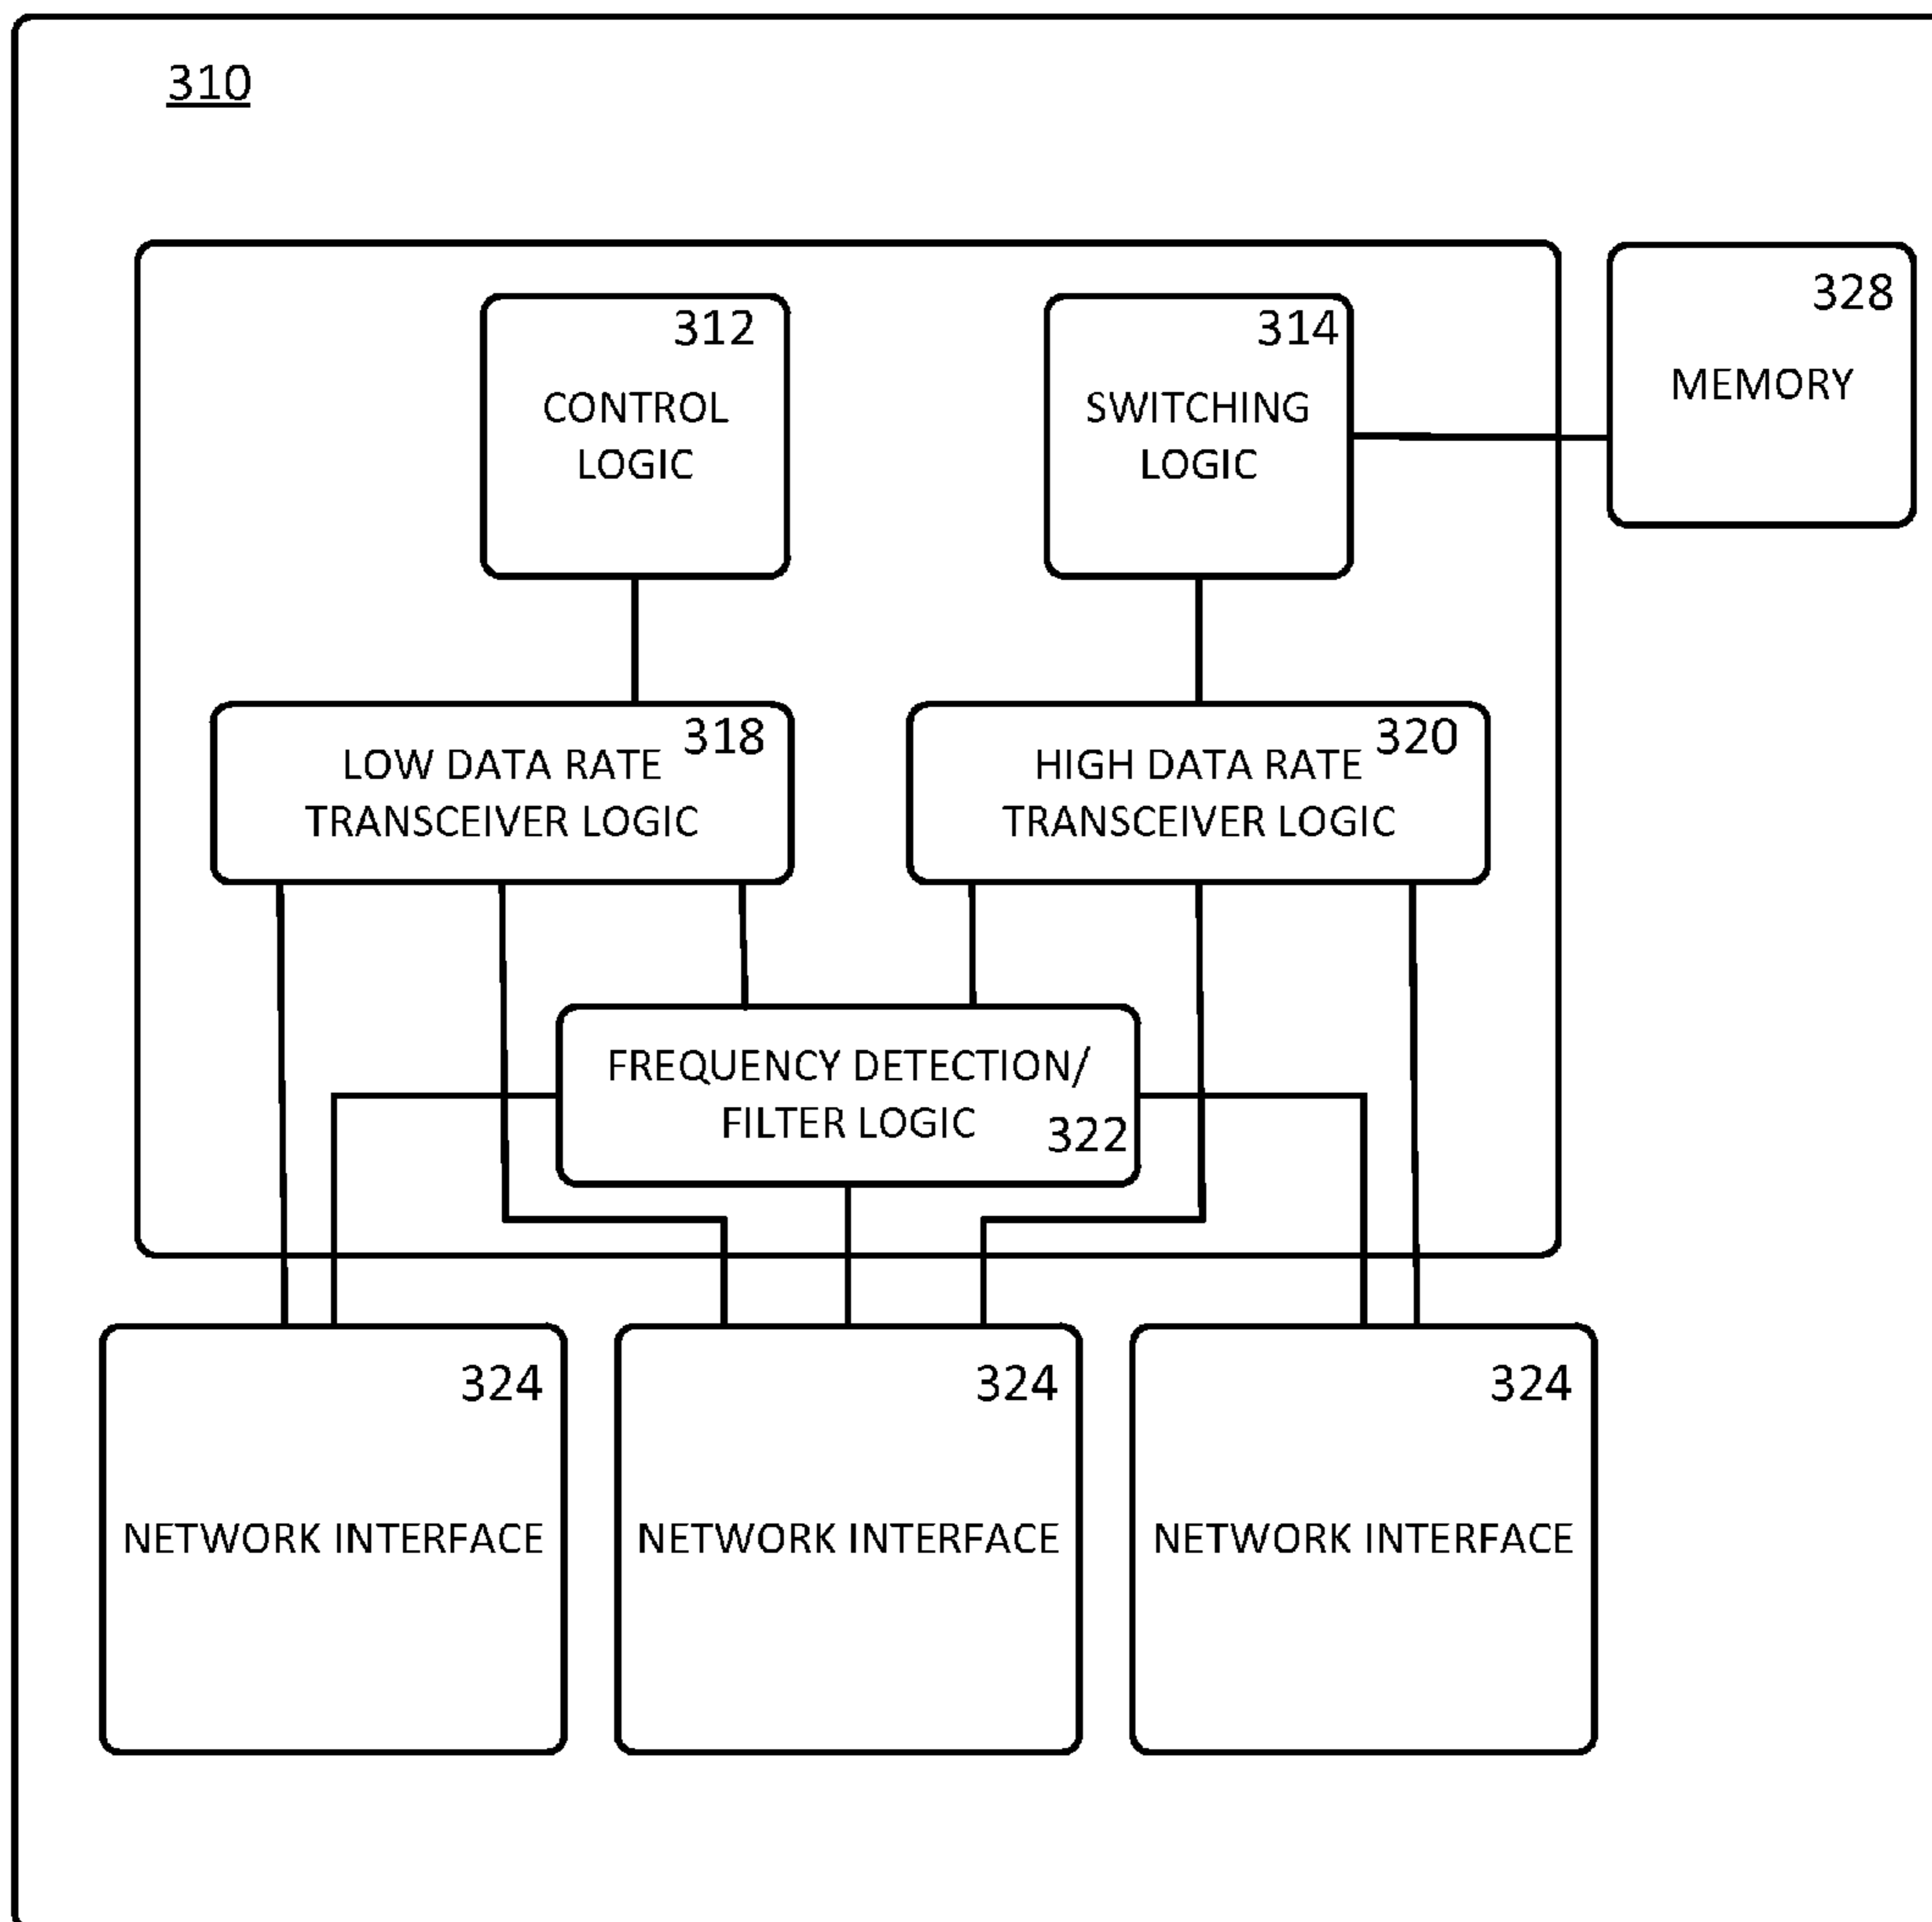 310
312
CONTROL
LOGIC
314
SWITCHING
LOGIC
328
MEMORY
318
LOW DATA RATE
TRANSCEIVER LOGIC
320
HIGH DATA RATE
TRANSCEIVER LOGIC
FREQUENCY DETECTION/
FILTER LOGIC
322
324
NETWORK INTERFACE
324
NETWORK INTERFACE
324
NETWORK INTERFACE